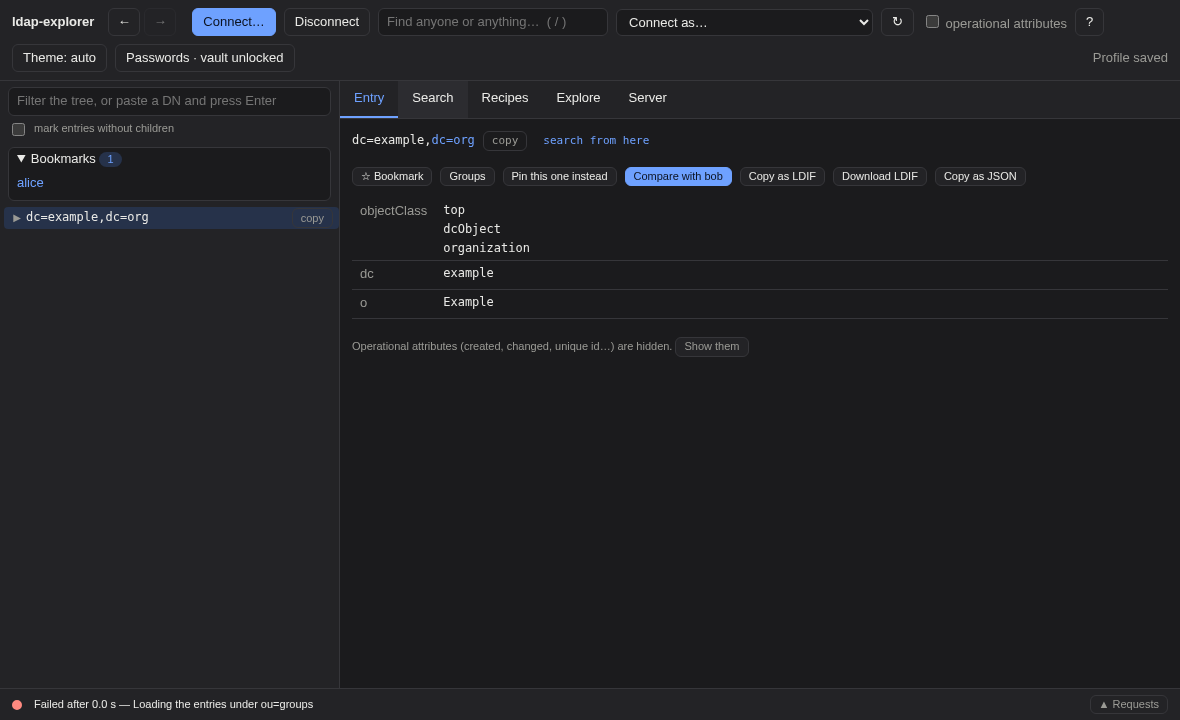 ldap-explorer ← → Connect… Disconnect Find anyone or anything… ( / ) Connect as… ↻ operational attributes ?
Theme: auto Passwords · vault unlocked Profile saved
Filter the tree, or paste a DN and press Enter
mark entries without children
▼ Bookmarks 1
alice
▶ dc=example,dc=org copy
Entry Search Recipes Explore Server
dc=example,dc=org copy search from here
☆ Bookmark Groups Pin this one instead Compare with bob Copy as LDIF Download LDIF Copy as JSON
objectClass top
dcObject
organization
dc example
o Example
Operational attributes (created, changed, unique id…) are hidden. Show them
Failed after 0.0 s — Loading the entries under ou=groups ▲ Requests